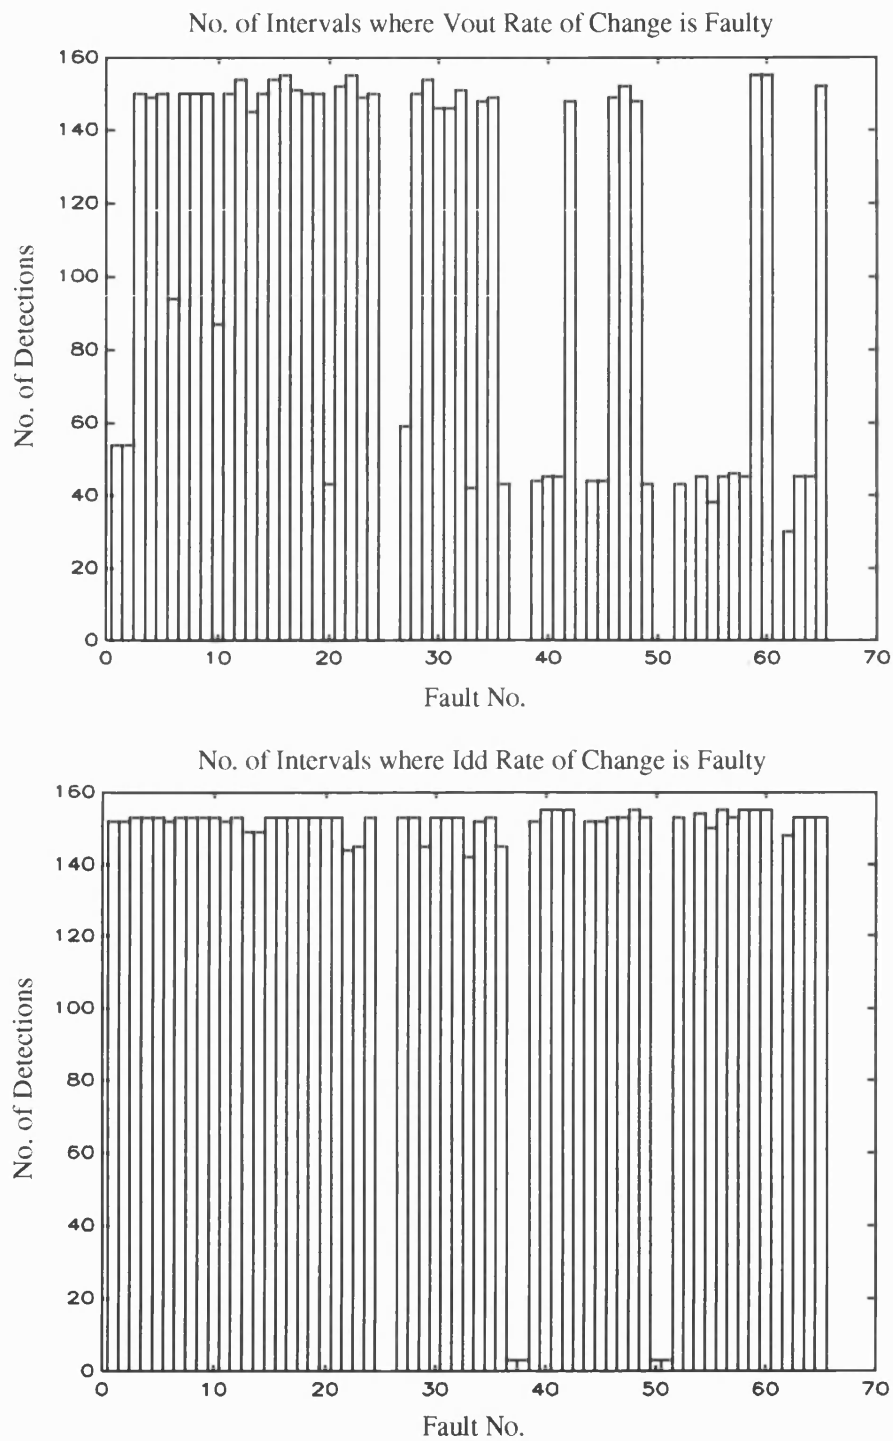 No. of Intervals where Vout Rate of Change is Faulty
160
140
120
100
80
60
40
20
0
No. of Detections
0 10 20 30 40 50 60 70
Fault No.
No. of Intervals where Idd Rate of Change is Faulty
160
140
120
100
80
60
40
20
0
No. of Detections
0 10 20 30 40 50 60 70
Fault No.